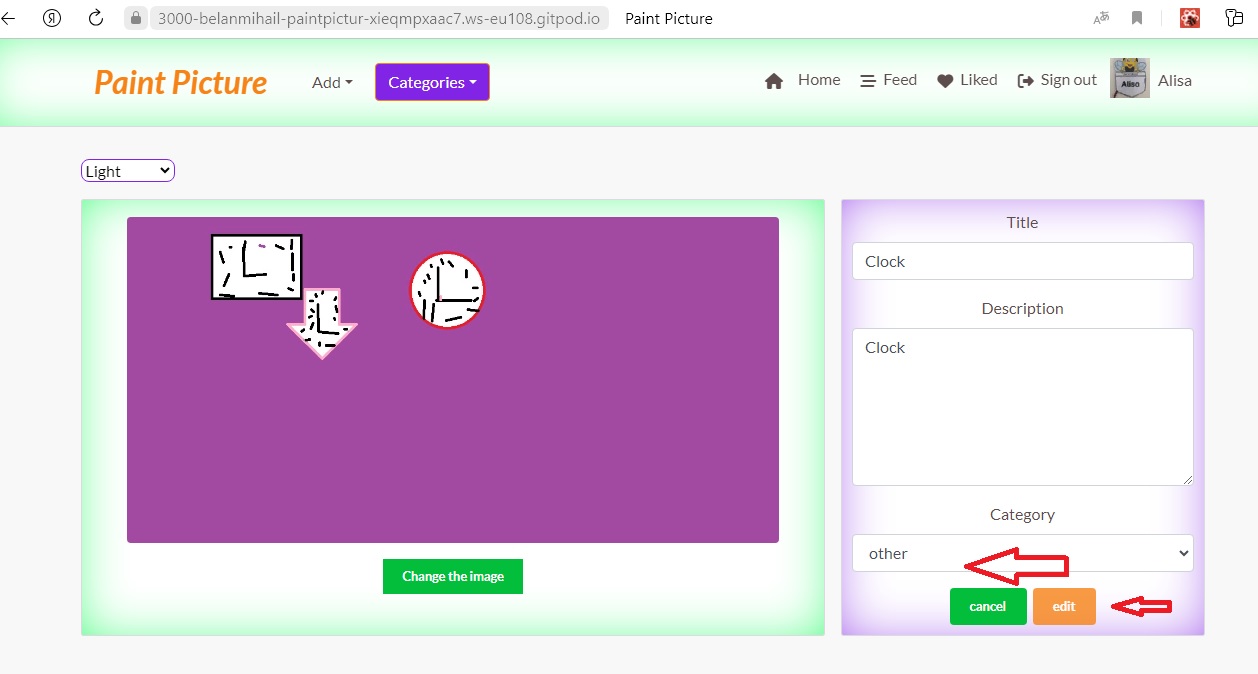 3000-belanmihail-paintpictur-xieqmpxaac7.ws-eu108.gitpod.io Paint Picture
Paint Picture Add Categories Home Feed Liked Sign out Alisa Alisa
Light
Title
Clock
Description
Clock
Category
other
Change the image
cancel edit